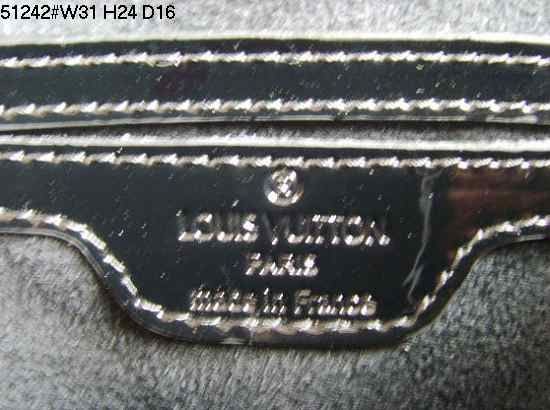 51242#W31 H24 D16
LOUIS VUITTON
PARIS
made in France